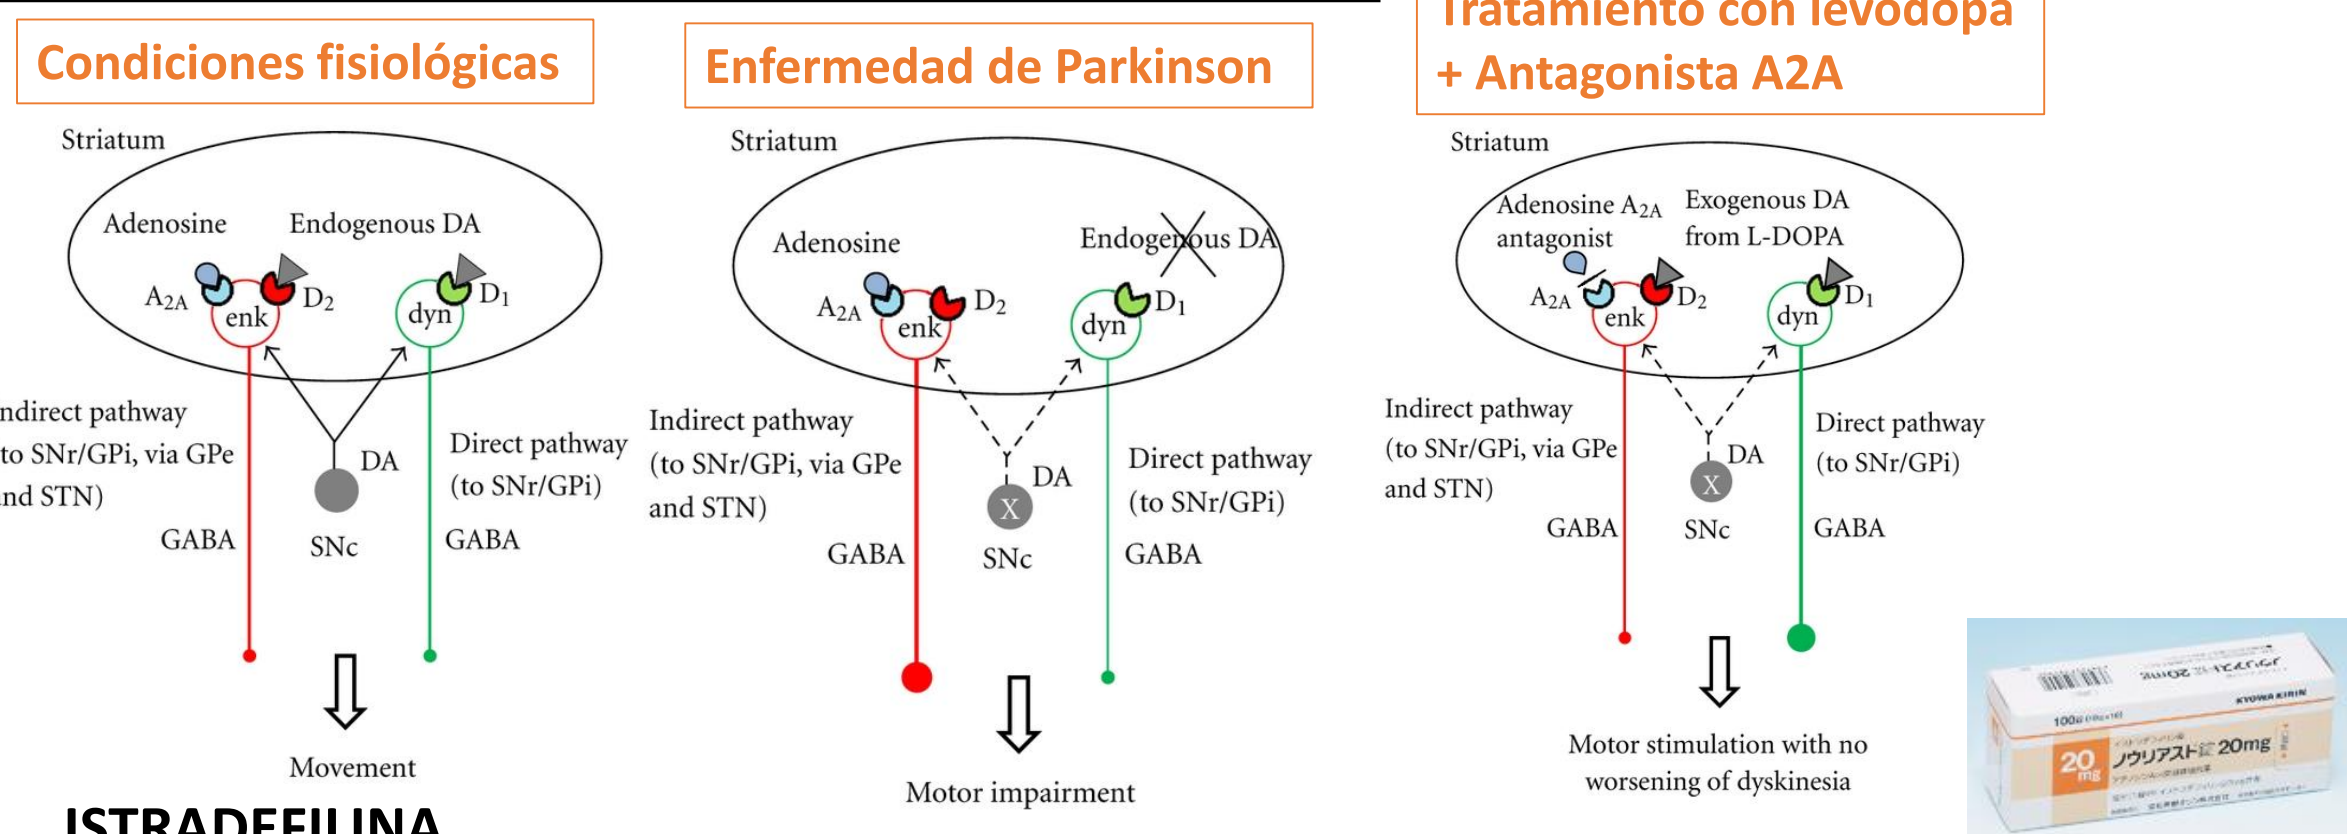 Condiciones fisiológicas
Striatum
Adenosine
Endogenous DA
A2A
enk
D2
dyn
D1
ndirect pathway
to SNr/GPi, via GPe
nd STN)
DA
Direct pathway
(to SNr/GPi)
GABA
SNc
GABA
Movement
ISTRADEFILINA
Enfermedad de Parkinson
Striatum
Adenosine
Endogenous DA
A2A
enk
D2
dyn
D1
Indirect pathway
(to SNr/GPi, via GPe
and STN)
DA
X
Direct pathway
(to SNr/GPi)
GABA
SNc
GABA
Motor impairment
Tratamiento con levodopa
+ Antagonista A2A
Striatum
Adenosine A2A
antagonist
Exogenous DA
from L-DOPA
A2A
enk
D2
dyn
D1
Indirect pathway
(to SNr/GPi, via GPe
and STN)
DA
X
Direct pathway
(to SNr/GPi)
GABA
SNc
GABA
Motor stimulation with no
worsening of dyskinesia
20mg
KYOWA KIRIN
20
mg
ノウリアスト錠 20mg